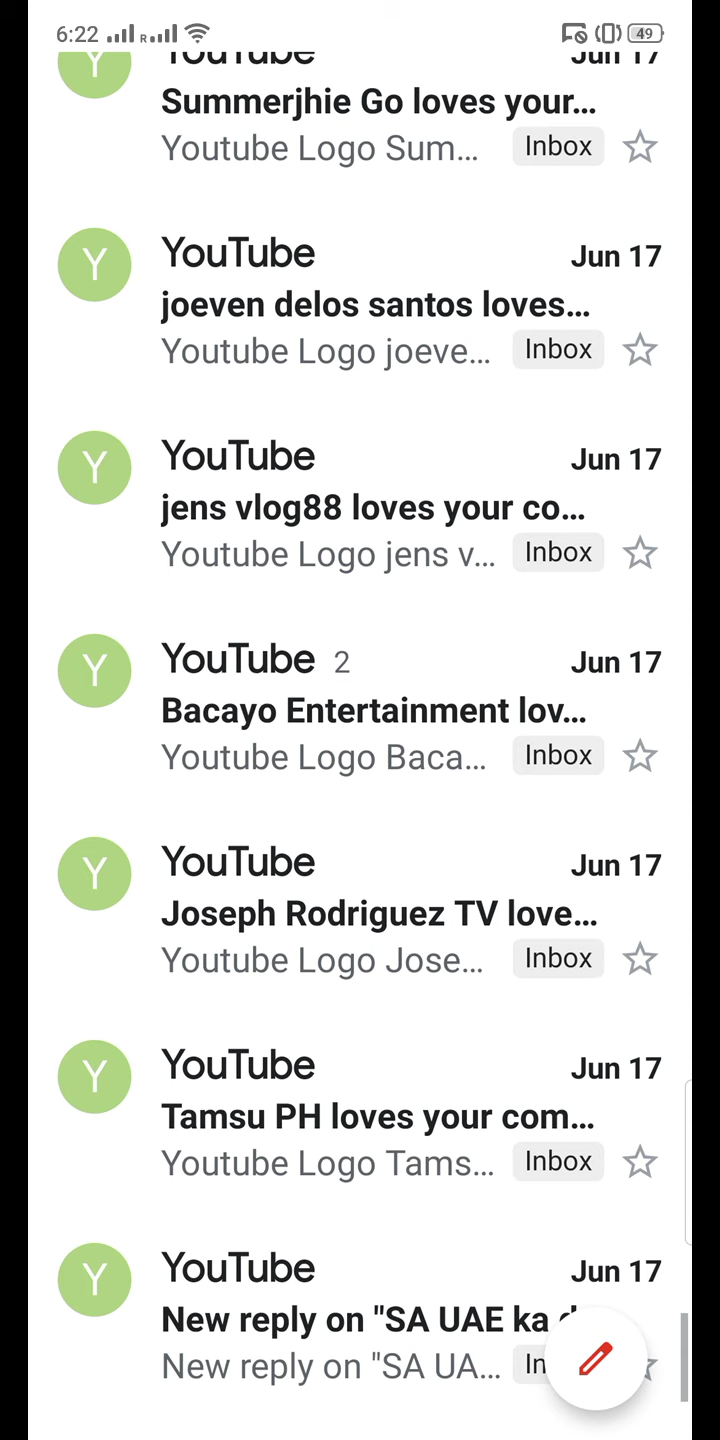 6:22 R 49
YouTube Jun 17
Summerjhie Go loves your...
Youtube Logo Sum... Inbox
Y YouTube Jun 17
joeven delos santos loves...
Youtube Logo joeve... Inbox
Y YouTube Jun 17
jens vlog88 loves your co...
Youtube Logo jens v... Inbox
Y YouTube 2 Jun 17
Bacayo Entertainment lov...
Youtube Logo Baca... Inbox
Y YouTube Jun 17
Joseph Rodriguez TV love...
Youtube Logo Jose... Inbox
Y YouTube Jun 17
Tamsu PH loves your com...
Youtube Logo Tams... Inbox
Y YouTube Jun 17
New reply on "SA UAE ka
New reply on "SA UA... In